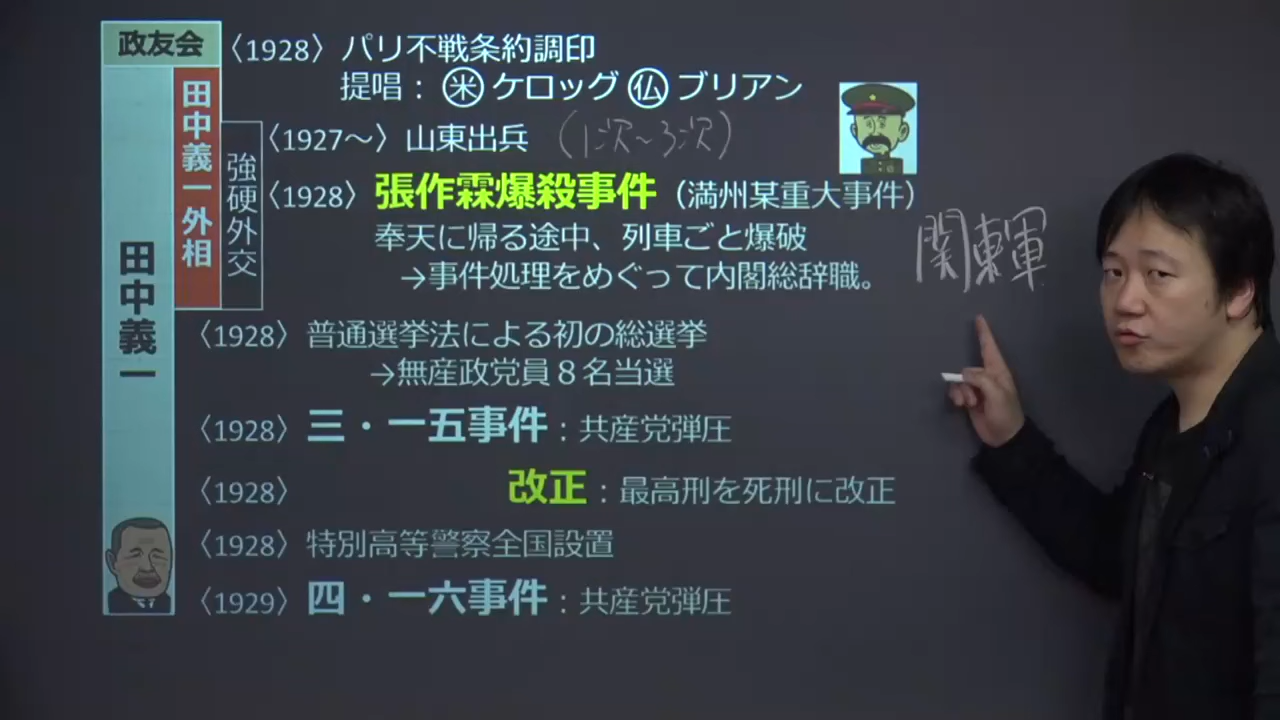 政友会
田中義一外相
強硬外交
田中義一
〈1928〉パリ不戦条約調印
提唱：㊍ケロッグ ㊋ブリアン
〈1927～〉山東出兵（1次～3次）
〈1928〉張作霖爆殺事件（満州某重大事件）
奉天に帰る途中、列車ごと爆破
→事件処理をめぐって内閣総辞職。
関東軍
〈1928〉普通選挙法による初の総選挙
→無産政党員８名当選
〈1928〉三・一五事件：共産党弾圧
〈1928〉改正：最高刑を死刑に改正
〈1928〉特別高等警察全国設置
〈1929〉四・一六事件：共産党弾圧